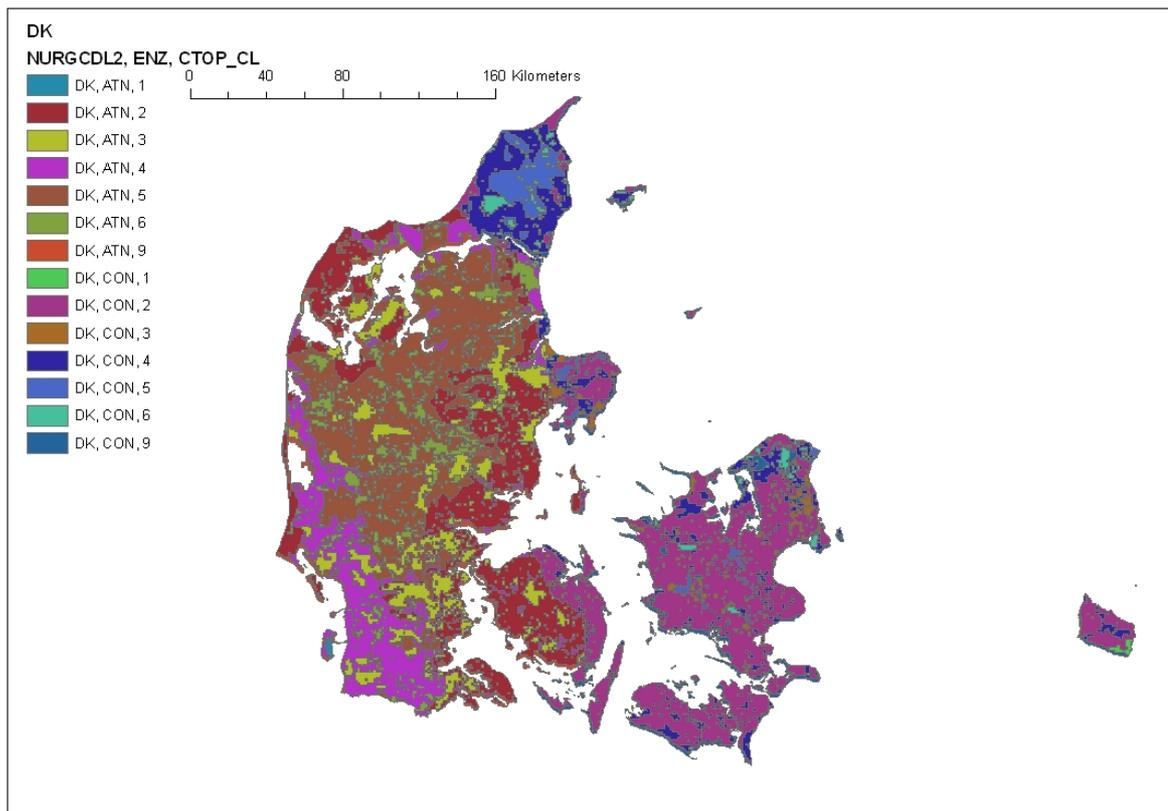 DK
NURGCDL2, ENZ, CTOP_CL
0 40 80 160 Kilometers
DK, ATN, 1
DK, ATN, 2
DK, ATN, 3
DK, ATN, 4
DK, ATN, 5
DK, ATN, 6
DK, ATN, 9
DK, CON, 1
DK, CON, 2
DK, CON, 3
DK, CON, 4
DK, CON, 5
DK, CON, 6
DK, CON, 9